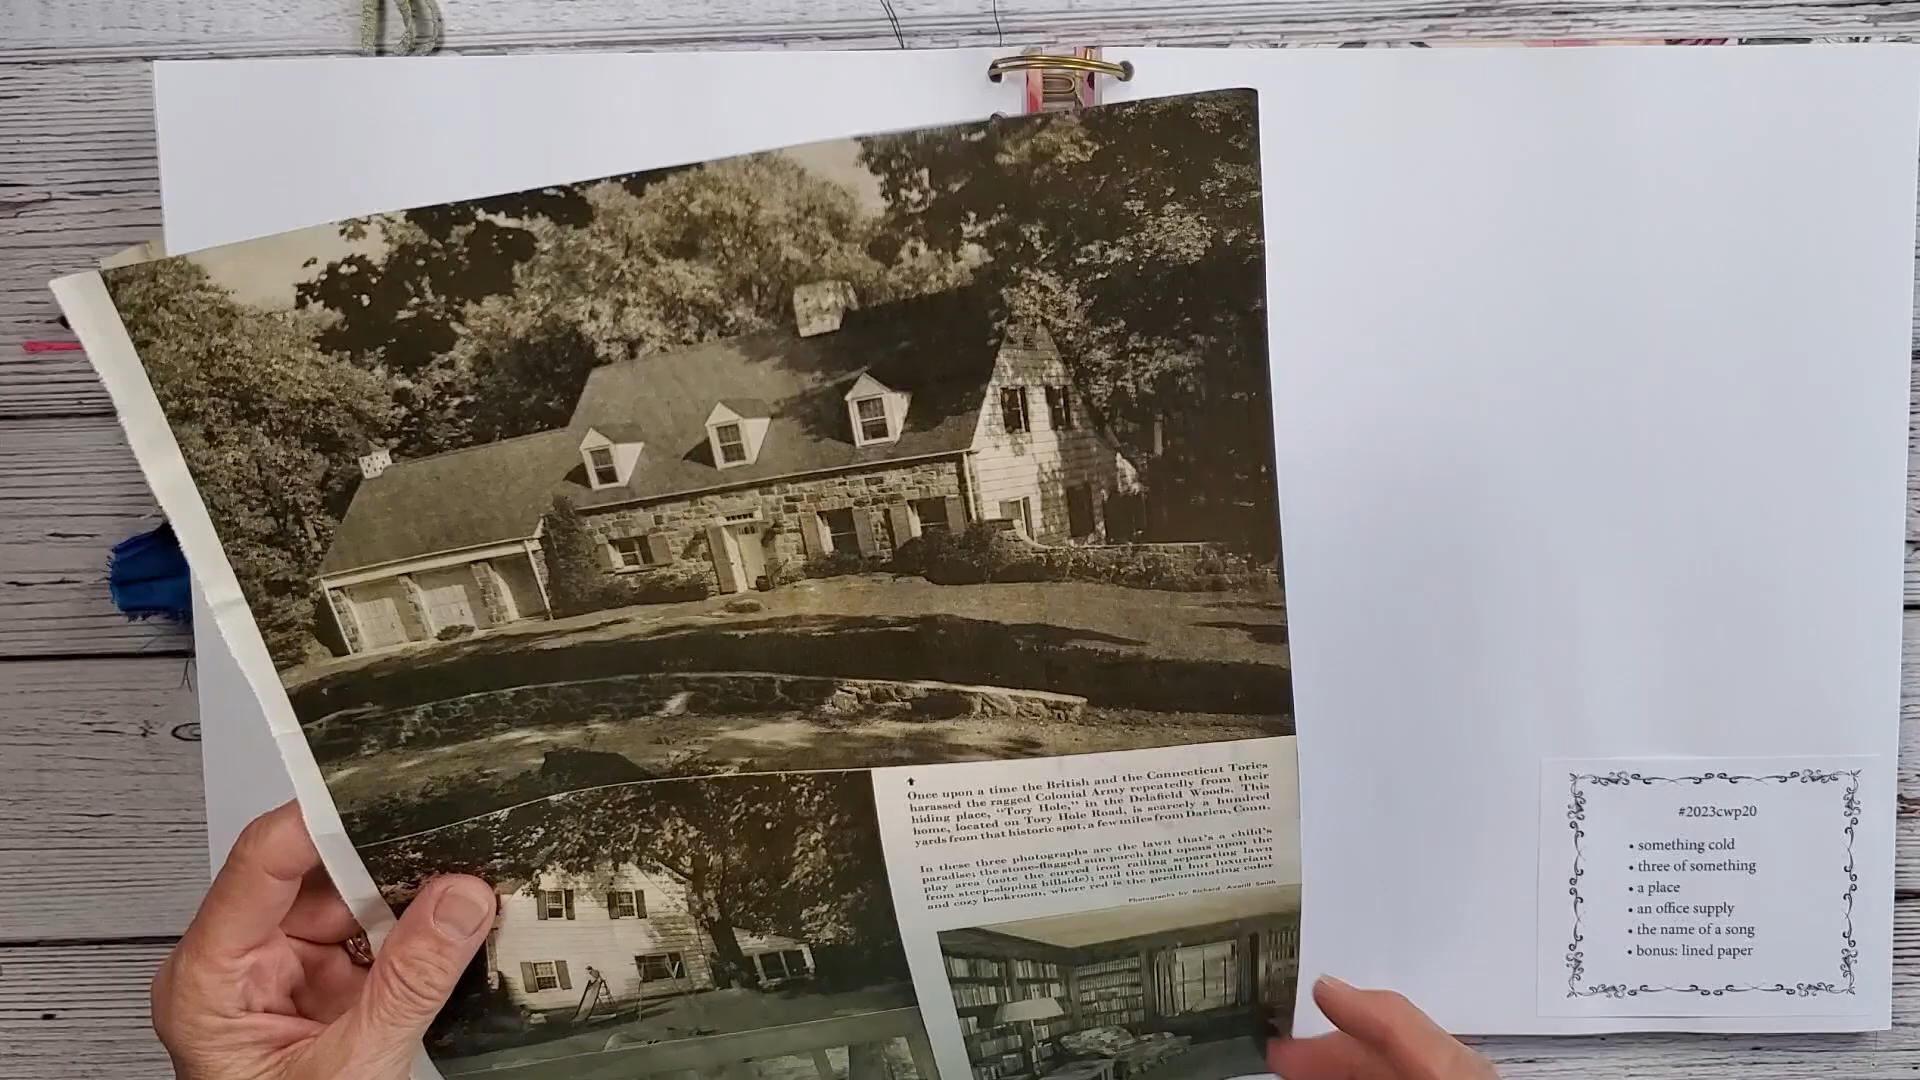 Once upon a time the British and the Connecticut Tories
harassed the ragged Colonial Army repeatedly from their
hiding place, "Tory Hole," in the Delafield Woods. This
home, located on Tory Hole Road, is scarcely a hundred
yards from that historic spot, a few miles from Darien, Conn.
In these three photographs are the lawn that's a child's
paradise; the stone-flagged sun porch that opens upon the
play area (note the curved iron railing separating lawn
from steep-sloping hillside); and the small but luxuriant
and cozy bookroom, where red is the predominating color
Photographs by Richard Averill Smith
#2023cwp20
• something cold
• three of something
• a place
• an office supply
• the name of a song
• bonus: lined paper